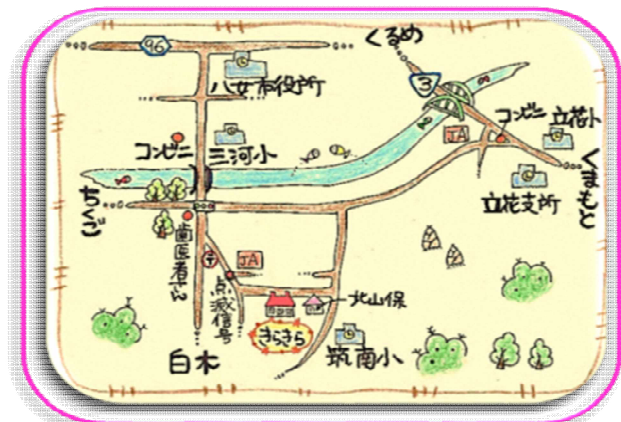 くるめ
96
3
八女市役所
コンビニ
立花小
コンビニ
三河小
JA
くまもと
ちくご
立花支所
歯医者さん
〒
JA
点滅信号
北山保
きらきら
筑南小
白木